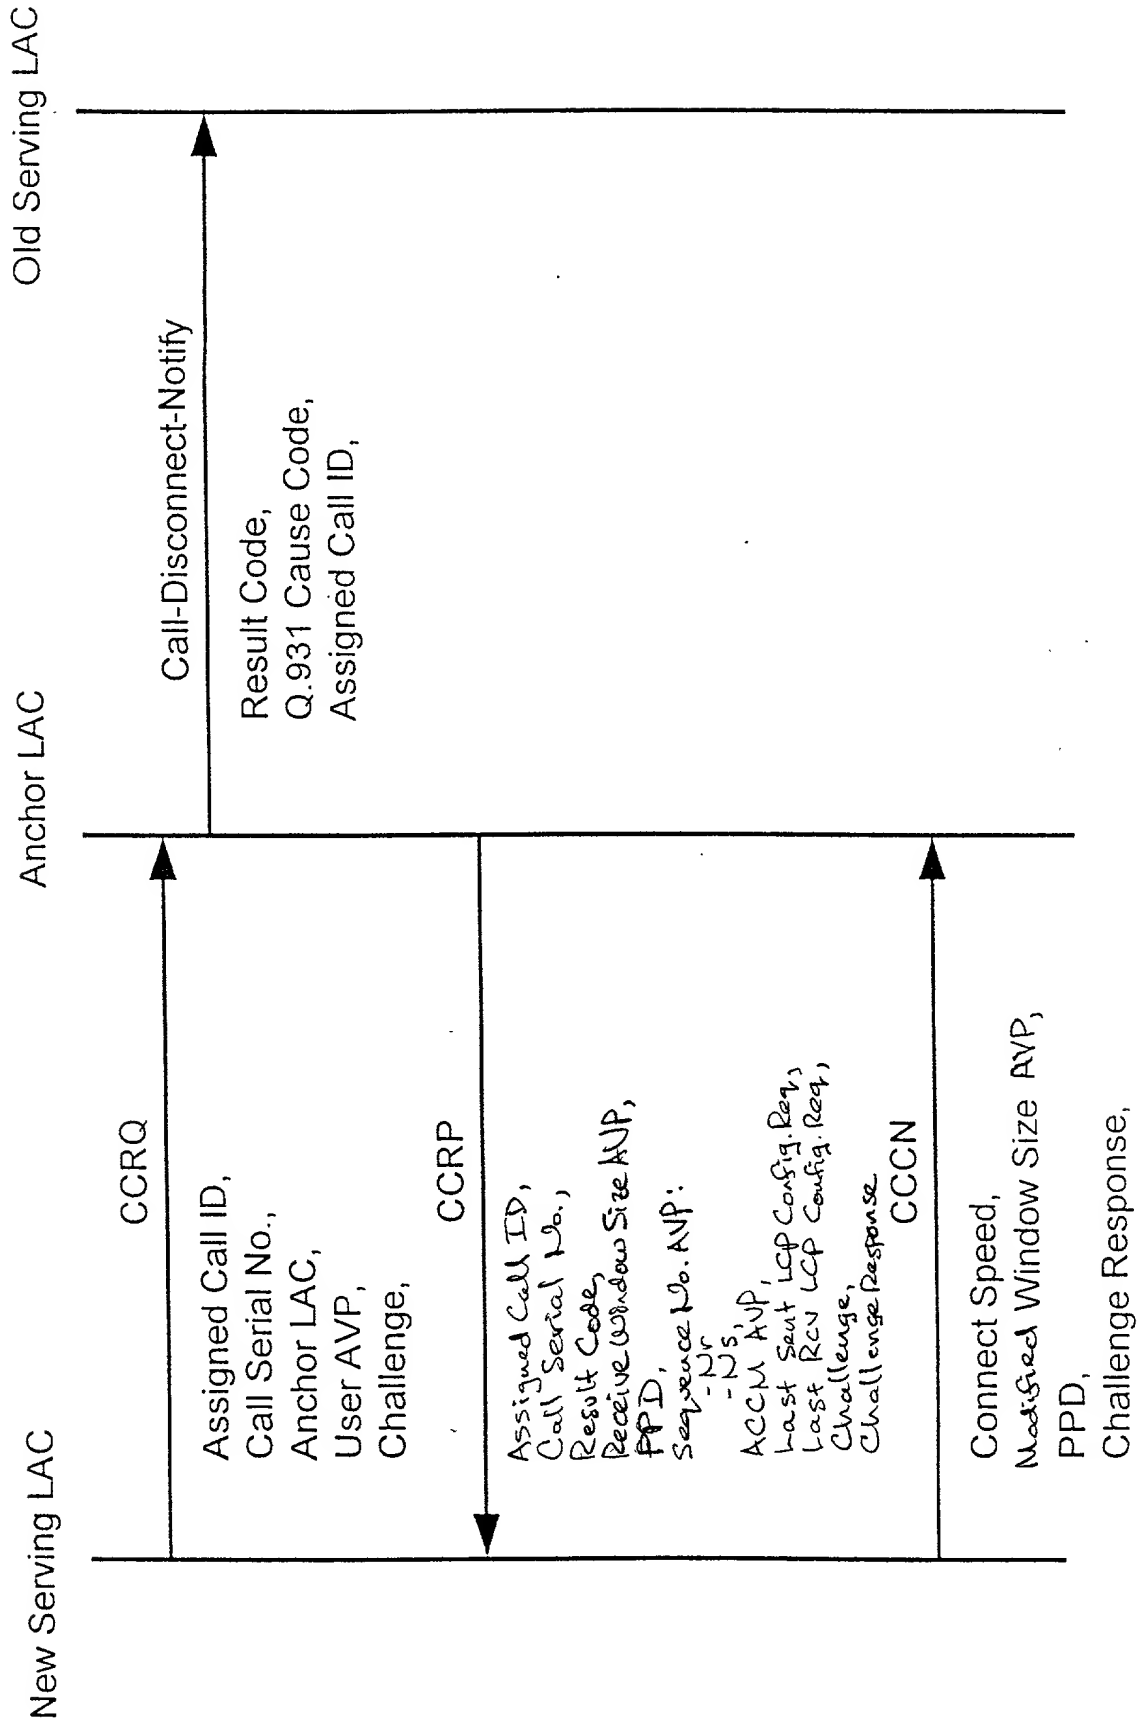 New Serving LAC
Anchor LAC
Old Serving LAC
CCRQ
Assigned Call ID,
Call Serial No.,
Anchor LAC,
User AVP,
Challenge,
Call-Disconnect-Notify
Result Code,
Q.931 Cause Code,
Assigned Call ID,
CCRP
Assigned Call ID,
Call Serial No.,
Result Code,
Receive Window Size AVP,
PPD,
Sequence No. AVP:
- Nr
- Ns,
ACCM AVP,
Last Sent LCP Config. Req,
Last Rcv LCP Config. Req,
Challenge,
Challenge Response
CCCN
Connect Speed,
Modified Window Size AVP,
PPD,
Challenge Response,